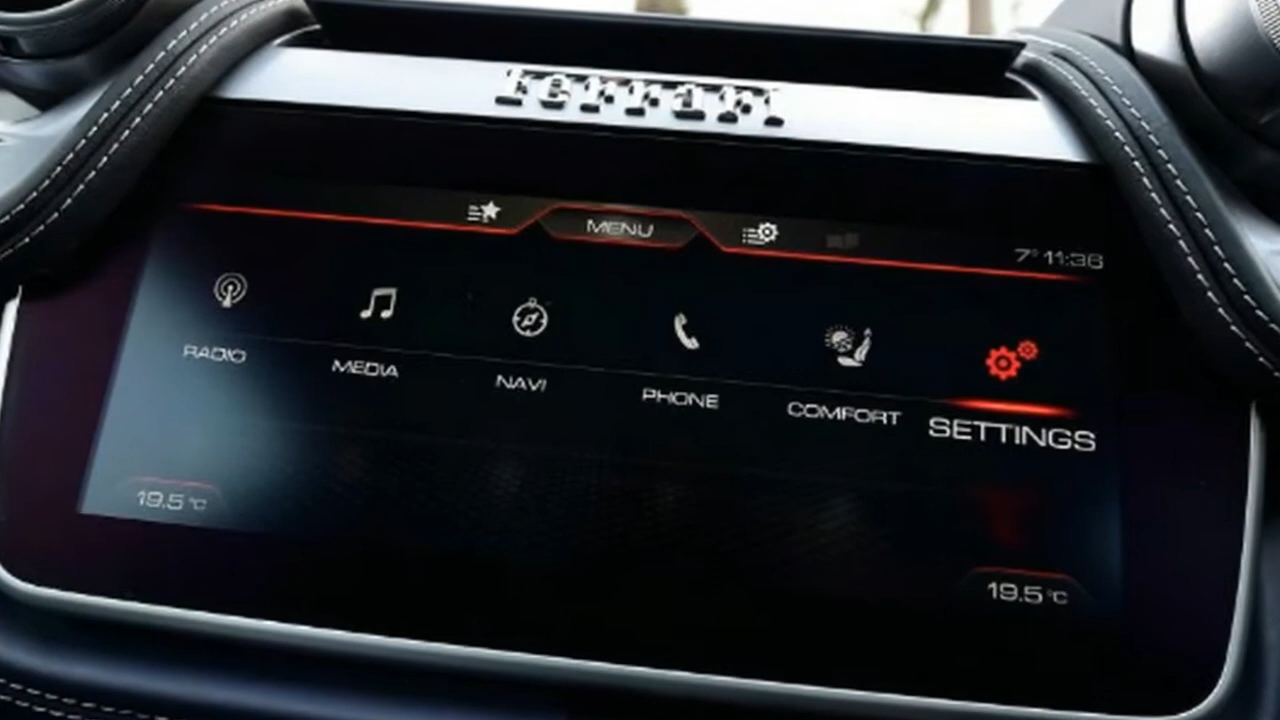 Ferrari
MENU
7° 11:36
RADIO
MEDIA
NAVI
PHONE
COMFORT
SETTINGS
19.5 °C
19.5 °C